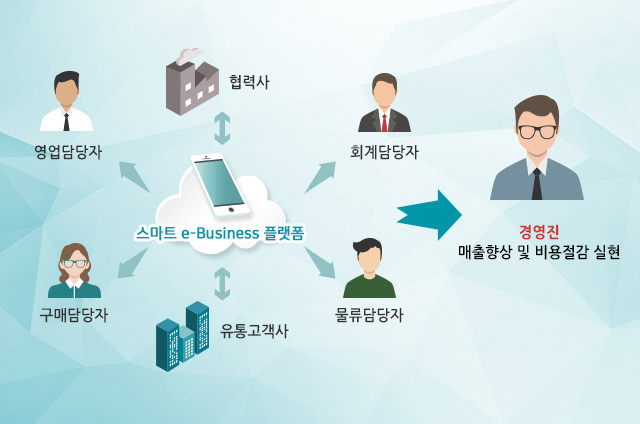 협력사
영업담당자
회계담당자
스마트 e-Business 플랫폼
경영진
매출향상 및 비용절감 실현
구매담당자
유통고객사
물류담당자